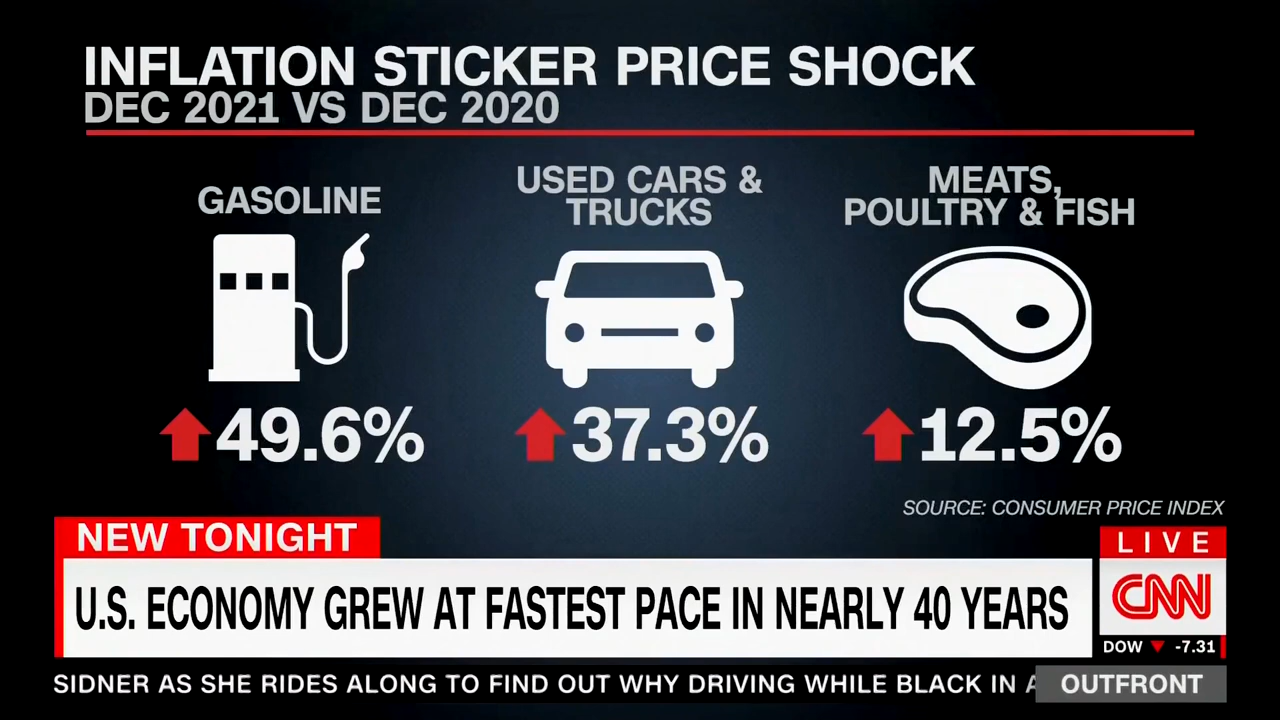 INFLATION STICKER PRICE SHOCK
DEC 2021 VS DEC 2020
GASOLINE
USED CARS &
TRUCKS
MEATS,
POULTRY & FISH
49.6%
37.3%
12.5%
SOURCE: CONSUMER PRICE INDEX
NEW TONIGHT
U.S. ECONOMY GREW AT FASTEST PACE IN NEARLY 40 YEARS
LIVE
CNN
DOW -7.31
SIDNER AS SHE RIDES ALONG TO FIND OUT WHY DRIVING WHILE BLACK IN
OUTFRONT